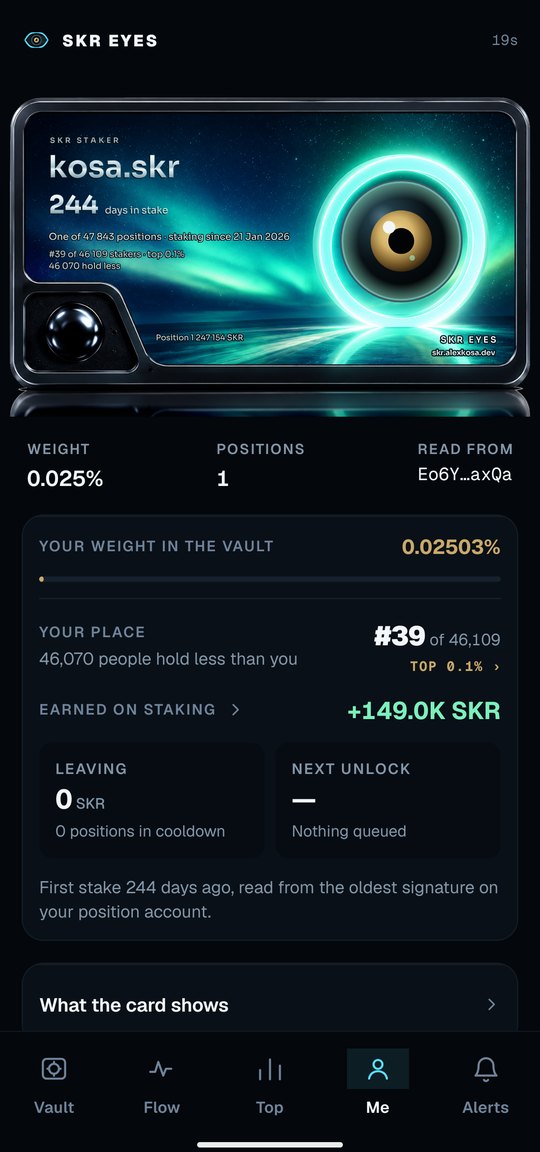 SKR EYES
19s
SKR STAKER
kosa.skr
244 days in stake
One of 47 843 positions · staking since 21 Jan 2026
#39 of 46 109 stakers · top 0.1%
46 070 hold less
Position 1 247 154 SKR
SKR EYES
skr.alexkosa.dev
WEIGHT
0.025%
POSITIONS
1
READ FROM
Eo6Y…axQa
YOUR WEIGHT IN THE VAULT
0.02503%
YOUR PLACE
46,070 people hold less than you
#39 of 46,109
TOP 0.1% ›
EARNED ON STAKING
+149.0K SKR
LEAVING
0 SKR
0 positions in cooldown
NEXT UNLOCK
—
Nothing queued
First stake 244 days ago, read from the oldest signature on
your position account.
What the card shows
Vault
Flow
Top
Me
Alerts